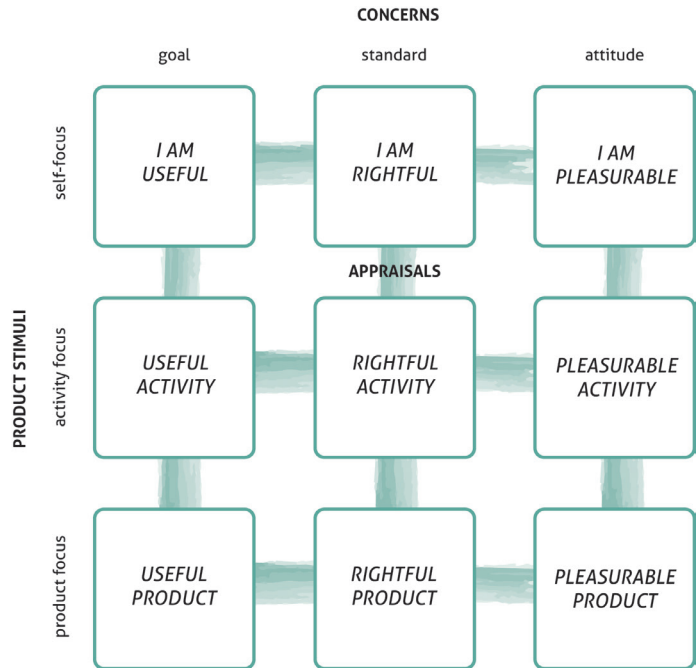 CONCERNS
goal
standard
attitude
self-focus
I AM
USEFUL
I AM
RIGHTFUL
I AM
PLEASURABLE
APPRAISALS
PRODUCT STIMULI
activity focus
USEFUL
ACTIVITY
RIGHTFUL
ACTIVITY
PLEASURABLE
ACTIVITY
product focus
USEFUL
PRODUCT
RIGHTFUL
PRODUCT
PLEASURABLE
PRODUCT